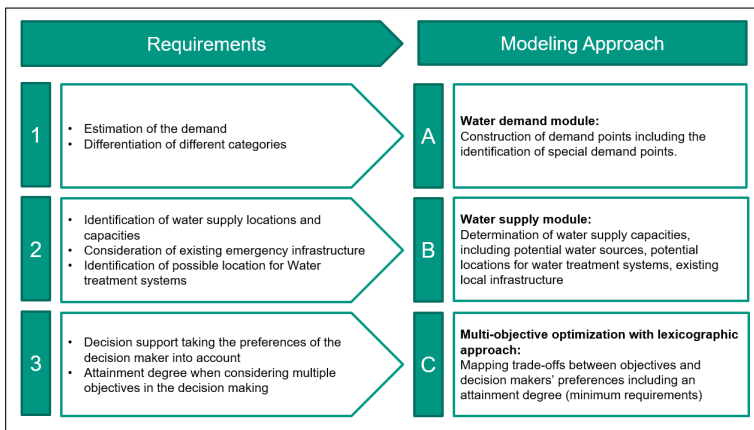 Requirements
Modeling Approach
1
• Estimation of the demand
• Differentiation of different categories
A
Water demand module:
Construction of demand points including the
identification of special demand points.
2
• Identification of water supply locations and
capacities
• Consideration of existing emergency infrastructure
• Identification of possible location for Water
treatment systems
B
Water supply module:
Determination of water supply capacities,
including potential water sources, potential
locations for water treatment systems, existing
local infrastructure
3
• Decision support taking the preferences of the
decision maker into account
• Attainment degree when considering multiple
objectives in the decision making
C
Multi-objective optimization with lexicographic
approach:
Mapping trade-offs between objectives and
decision makers' preferences including an
attainment degree (minimum requirements)